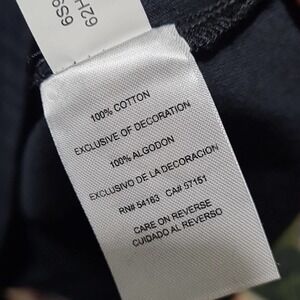 100% COTTON
EXCLUSIVE OF DECORATION
100% ALGODON
EXCLUSIVO DE LA DECORACION
RN# 54163 CA# 57151
CARE ON REVERSE
CUIDADO AL REVERSO